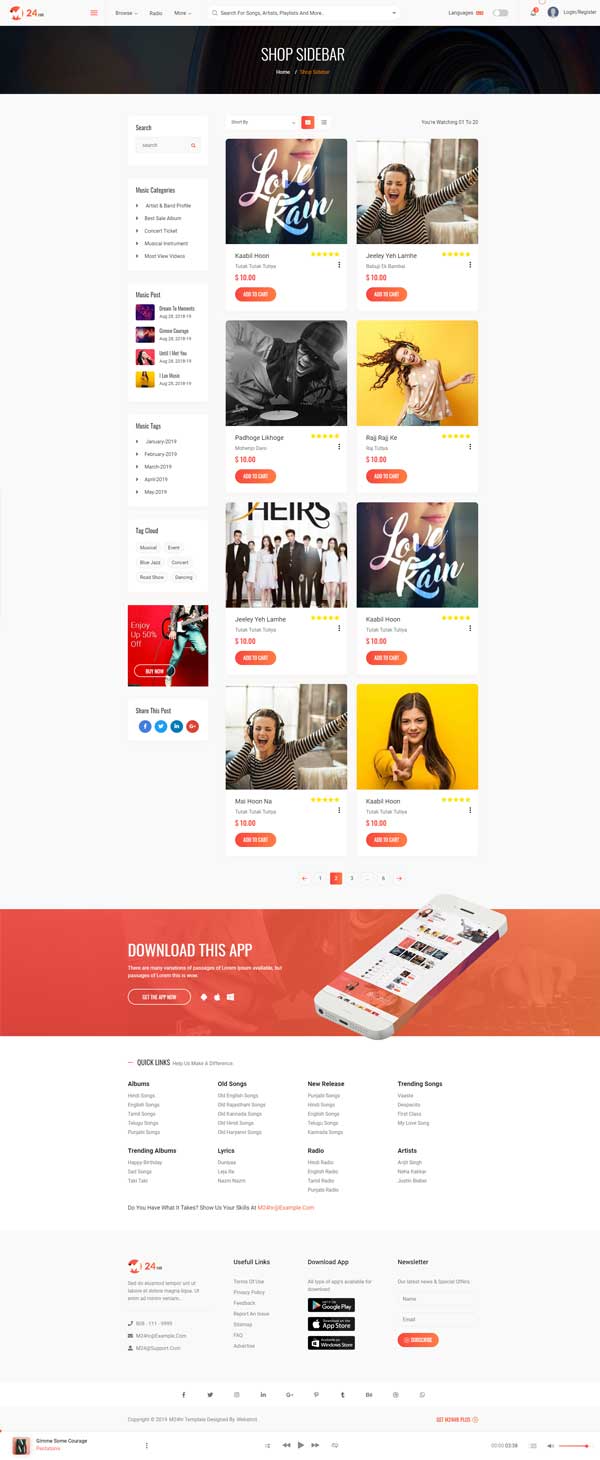 24 HR
Browse
Radio
More
Search For Songs, Artists, Playlists And More..
Languages
Login/Register
SHOP SIDEBAR
Home / Shop Sidebar
Search
search
Music Categories
Artist & Band Profile
Best Sale Album
Concert Ticket
Musical Instrument
Most View Videos
Music Post
Dream To Moments
Aug 28, 2018-19
Gimme Courage
Aug 28, 2018-19
Until I Met You
Aug 28, 2018-19
I Luv Music
Aug 28, 2018-19
Music Tags
January-2019
February-2019
March-2019
April-2019
May-2019
Tag Cloud
Musical
Event
Blue Jazz
Concert
Road Show
Dancing
Enjoy
Up 50%
Off
BUY NOW
Share This Post
Short By
You're Watching 01 To 20
Love
Rain
Kaabil Hoon
Tutak Tutak Tutiya
$ 10.00
ADD TO CART
Jeeley Yeh Lamhe
Babuji Ek Bambai
$ 10.00
ADD TO CART
Padhoge Likhoge
Mohenjo Daro
$ 10.00
ADD TO CART
Rajj Rajj Ke
Raj Tutiya
$ 10.00
ADD TO CART
HEIRS
Jeeley Yeh Lamhe
Tutak Tutak Tutiya
$ 10.00
ADD TO CART
Love
Rain
Kaabil Hoon
Tutak Tutak Tutiya
$ 10.00
ADD TO CART
Mai Hoon Na
Tutak Tutak Tutiya
$ 10.00
ADD TO CART
Kaabil Hoon
Tutak Tutak Tutiya
$ 10.00
ADD TO CART
1 2 3 ... 6
DOWNLOAD THIS APP
There are many variations of passages of Lorem Ipsum available, but
passages of Lorem this is wow.
GET THE APP NOW
QUICK LINKS Help Us Make A Difference.
Albums
Hindi Songs
English Songs
Tamil Songs
Telugu Songs
Punjabi Songs
Old Songs
Old English Songs
Old Rajasthani Songs
Old Kannada Songs
Old Hindi Songs
Old Haryanvi Songs
New Release
Punjabi Songs
Hindi Songs
English Songs
Telugu Songs
Kannada Songs
Trending Songs
Vaaste
Despacito
First Class
My Love Song
Trending Albums
Happy Birthday
Sad Songs
Taki Taki
Lyrics
Duniyaa
Leja Re
Nazm Nazm
Radio
Hindi Radio
English Radio
Tamil Radio
Punjabi Radio
Artists
Arijit Singh
Neha Kakkar
Justin Bieber
Do You Have What It Takes? Show Us Your Skills At M24hr@Example.Com
24 HR
Sed do eiusmod tempor unt ut
labore et dolore magna liqua. Ut
enim ad minim veniam...
808 - 111 - 9999
M24hr@Example.Com
M24@Support.Com
Usefull Links
Terms Of Use
Privacy Policy
Feedback
Report An Issue
Sitemap
FAQ
Advertise
Download App
All type of app's available for
download
Google Play
Download on the
App Store
Windows Store
Newsletter
Our latest news & Special Offers.
Name
Email
SUBSCRIBE
Copyright © 2019 M24hr Template Designed By Webstrot.
GET M24HR PLUS
Gimme Some Courage
Pentatonix
00:00 03:38